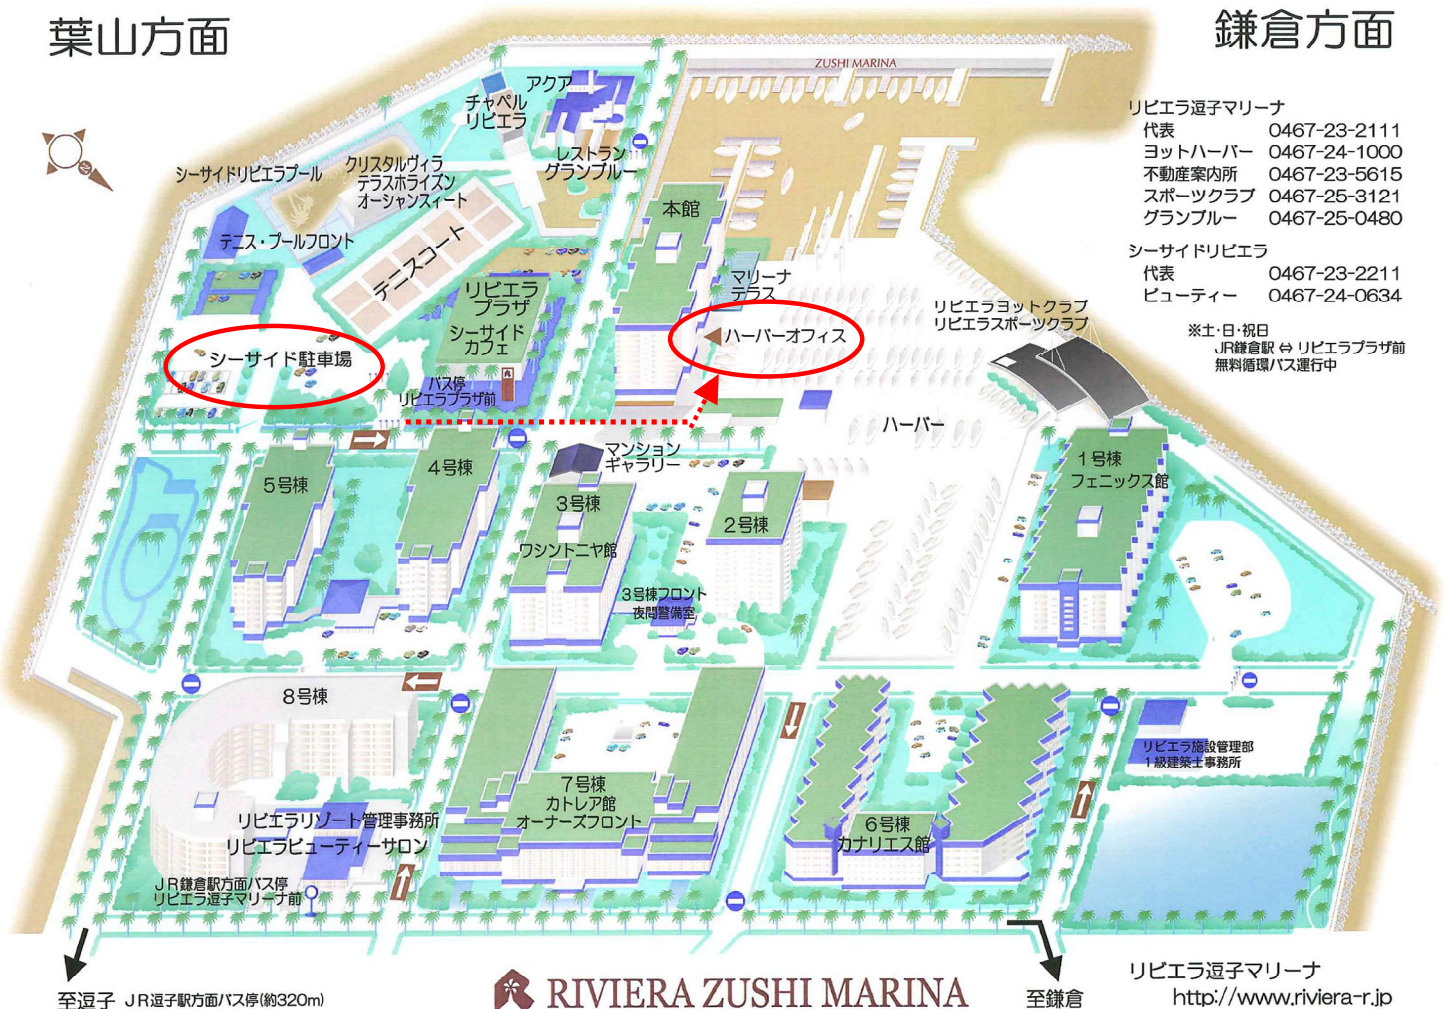 葉山方面
鎌倉方面
ZUSHI MARINA
リビエラ逗子マリーナ
代表 0467-23-2111
ヨットハーバー 0467-24-1000
不動産案内所 0467-23-5615
スポーツクラブ 0467-25-3121
グランブルー 0467-25-0480
シーサイドリビエラ
代表 0467-23-2211
ビューティー 0467-24-0634
※土・日・祝日
JR鎌倉駅 ⇔ リビエラプラザ前
無料循環バス運行中
アクア
チャペル
リビエラ
レストラン
グランブルー
シーサイドリビエラプール
クリスタルヴィラ
テラスホライズン
オーシャンスィート
テニス・プールフロント
テニスコート
本館
マリーナ
テラス
リビエラ
プラザ
シーサイド
カフェ
ハーバーオフィス
リビエラヨットクラブ
リビエラスポーツクラブ
シーサイド駐車場
バス停
リビエラプラザ前
ハーバー
マンション
ギャラリー
5号棟
4号棟
3号棟
ワシントニヤ館
2号棟
1号棟
フェニックス館
3号棟フロント
夜間警備室
8号棟
リビエラリゾート管理事務所
リビエラビューティーサロン
JR鎌倉駅方面バス停
リビエラ逗子マリーナ前
7号棟
カトレア館
オーナーズフロント
6号棟
カナリエス館
リビエラ施設管理部
1級建築士事務所
至逗子 JR逗子駅方面バス停(約320m)
RIVIERA ZUSHI MARINA
至鎌倉
リビエラ逗子マリーナ
http://www.riviera-r.jp